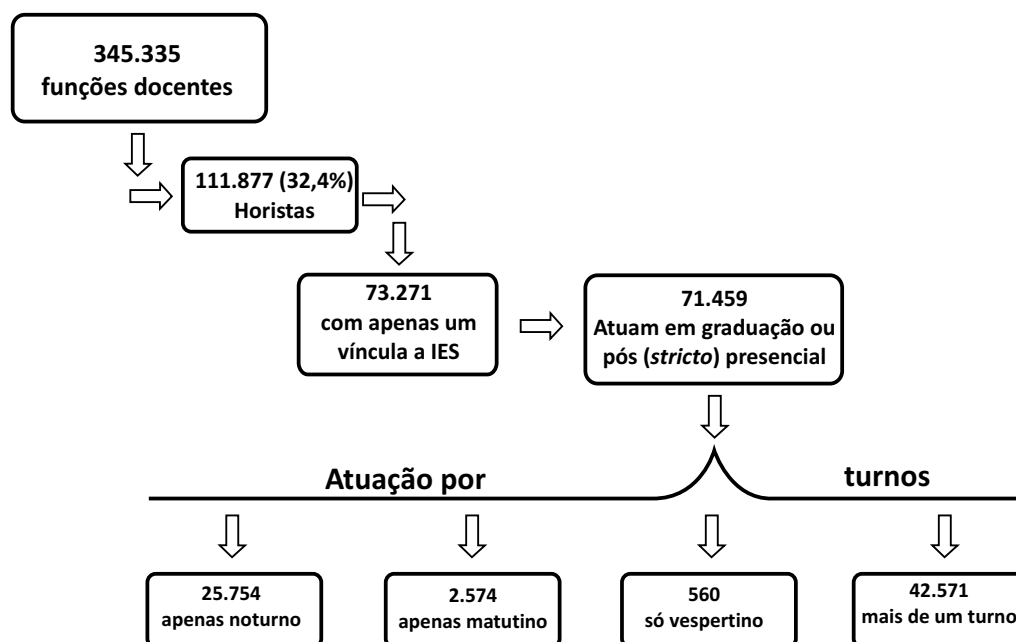 345.335
funções docentes
111.877 (32,4%)
Horistas
73.271
com apenas um
víncula a IES
71.459
Atuam em graduação ou
pós (stricto) presencial
Atuação por turnos
25.754
apenas noturno
2.574
apenas matutino
560
só vespertino
42.571
mais de um turno